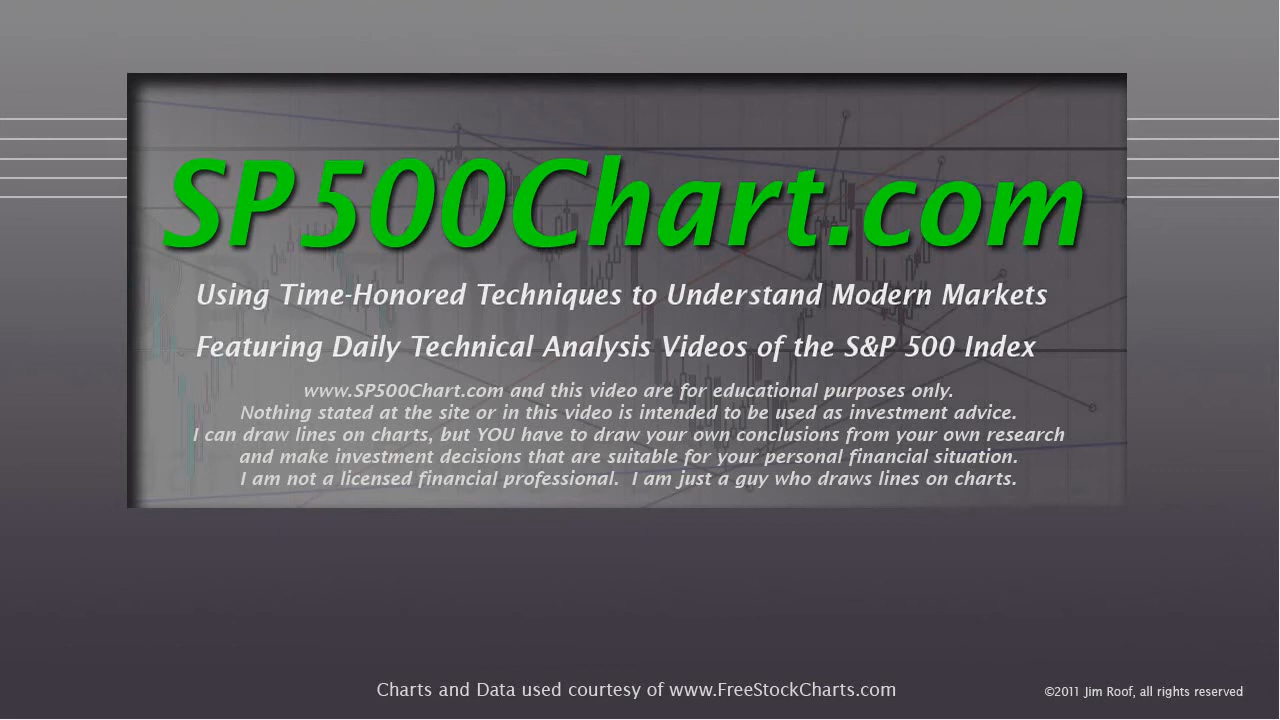 SP500Chart.com
Using Time-Honored Techniques to Understand Modern Markets
Featuring Daily Technical Analysis Videos of the S&P 500 Index
www.SP500Chart.com and this video are for educational purposes only.
Nothing stated at the site or in this video is intended to be used as investment advice.
I can draw lines on charts, but YOU have to draw your own conclusions from your own research
and make investment decisions that are suitable for your personal financial situation.
I am not a licensed financial professional.  I am just a guy who draws lines on charts.
Charts and Data used courtesy of www.FreeStockCharts.com
©2011 Jim Roof, all rights reserved